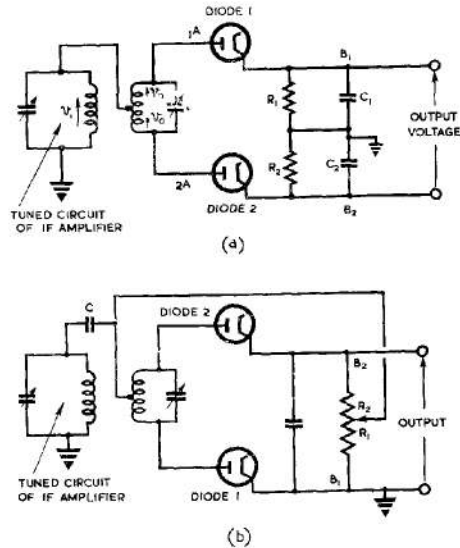 DIODE 1
1A
B₁
R₁
C₁
OUTPUT
VOLTAGE
R₂
C₂
2A
DIODE 2
B₂
TUNED CIRCUIT
OF IF AMPLIFIER
(a)
C
DIODE 2
B₂
R₂
R₁
OUTPUT
B₁
DIODE 1
TUNED CIRCUIT
OF IF AMPLIFIER
(b)